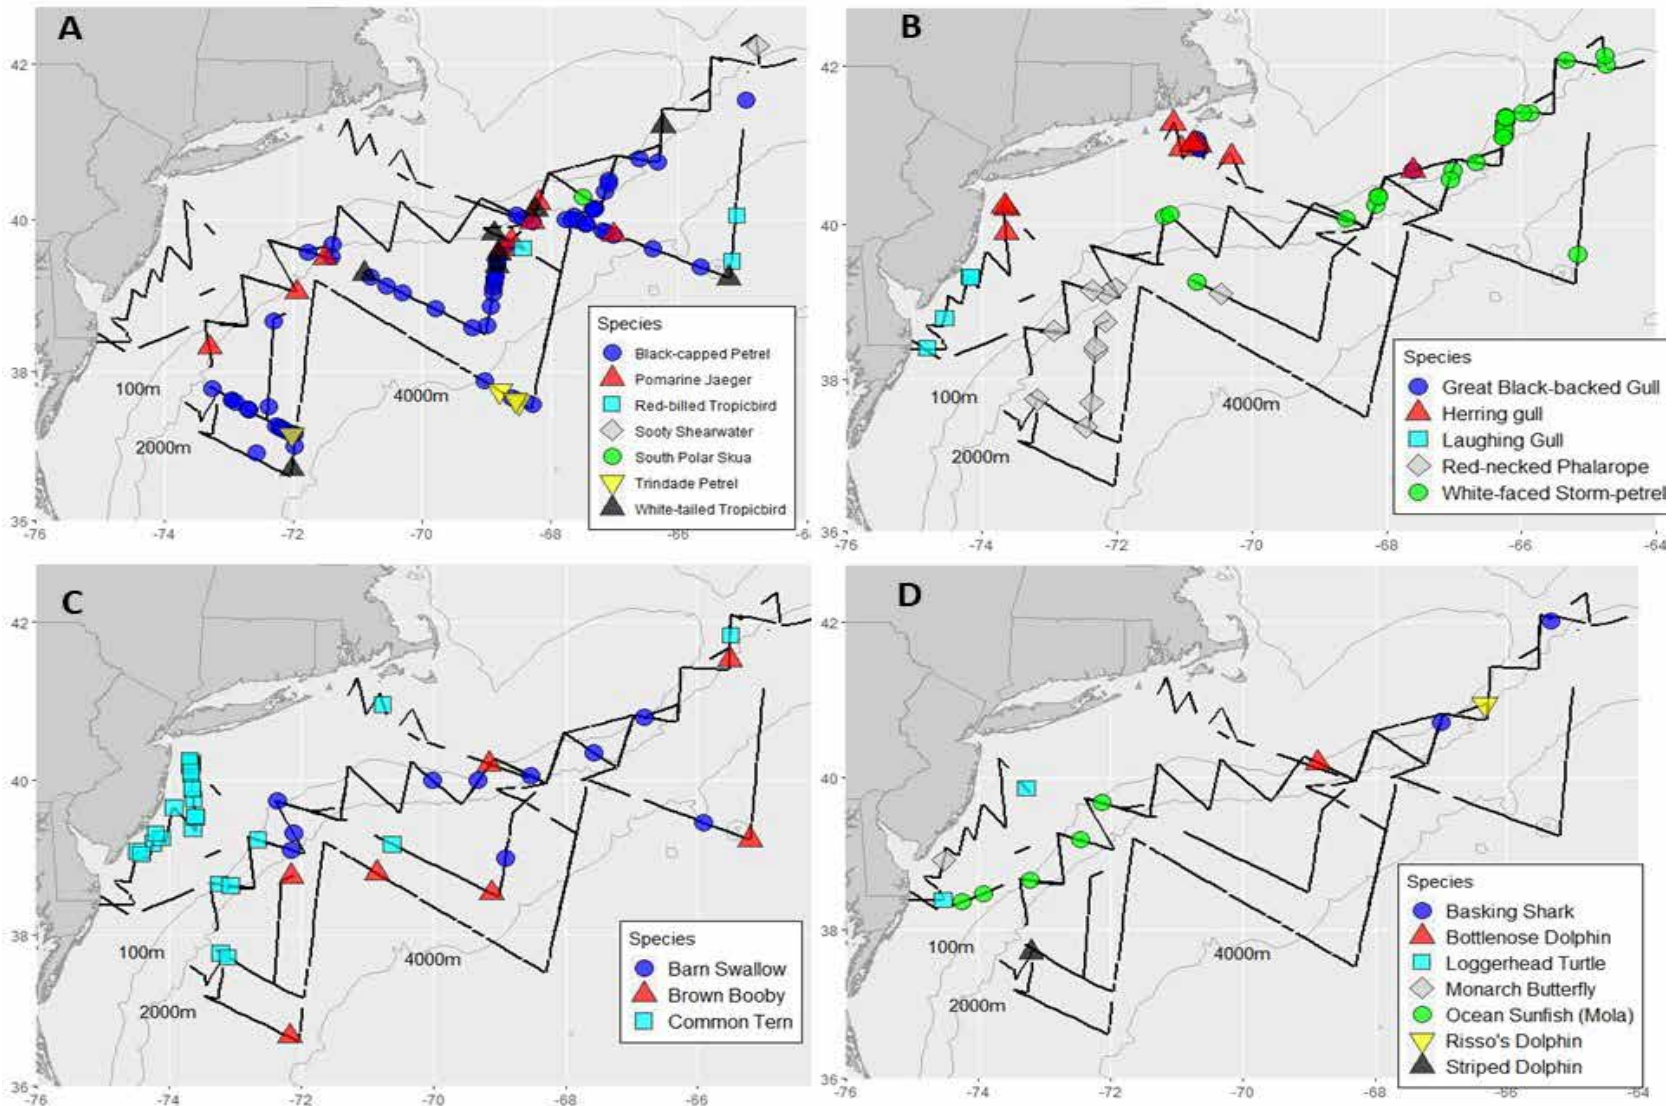 A
42
40
38
36
-76
-74
-72
-70
-68
-66
-6
100m
2000m
4000m
Species
Black-capped Petrel
Pomarine Jaeger
Red-billed Tropicbird
Sooty Shearwater
South Polar Skua
Trindade Petrel
White-tailed Tropicbird
B
42
40
38
36
-76
-74
-72
-70
-68
-66
-64
100m
2000m
4000m
Species
Great Black-backed Gull
Herring gull
Laughing Gull
Red-necked Phalarope
White-faced Storm-petrel
C
42
40
38
36
-76
-74
-72
-70
-68
-66
100m
2000m
4000m
Species
Barn Swallow
Brown Booby
Common Tern
D
42
40
38
36
-76
-74
-72
-70
-68
-66
-64
100m
2000m
4000m
Species
Basking Shark
Bottlenose Dolphin
Loggerhead Turtle
Monarch Butterfly
Ocean Sunfish (Mola)
Risso's Dolphin
Striped Dolphin